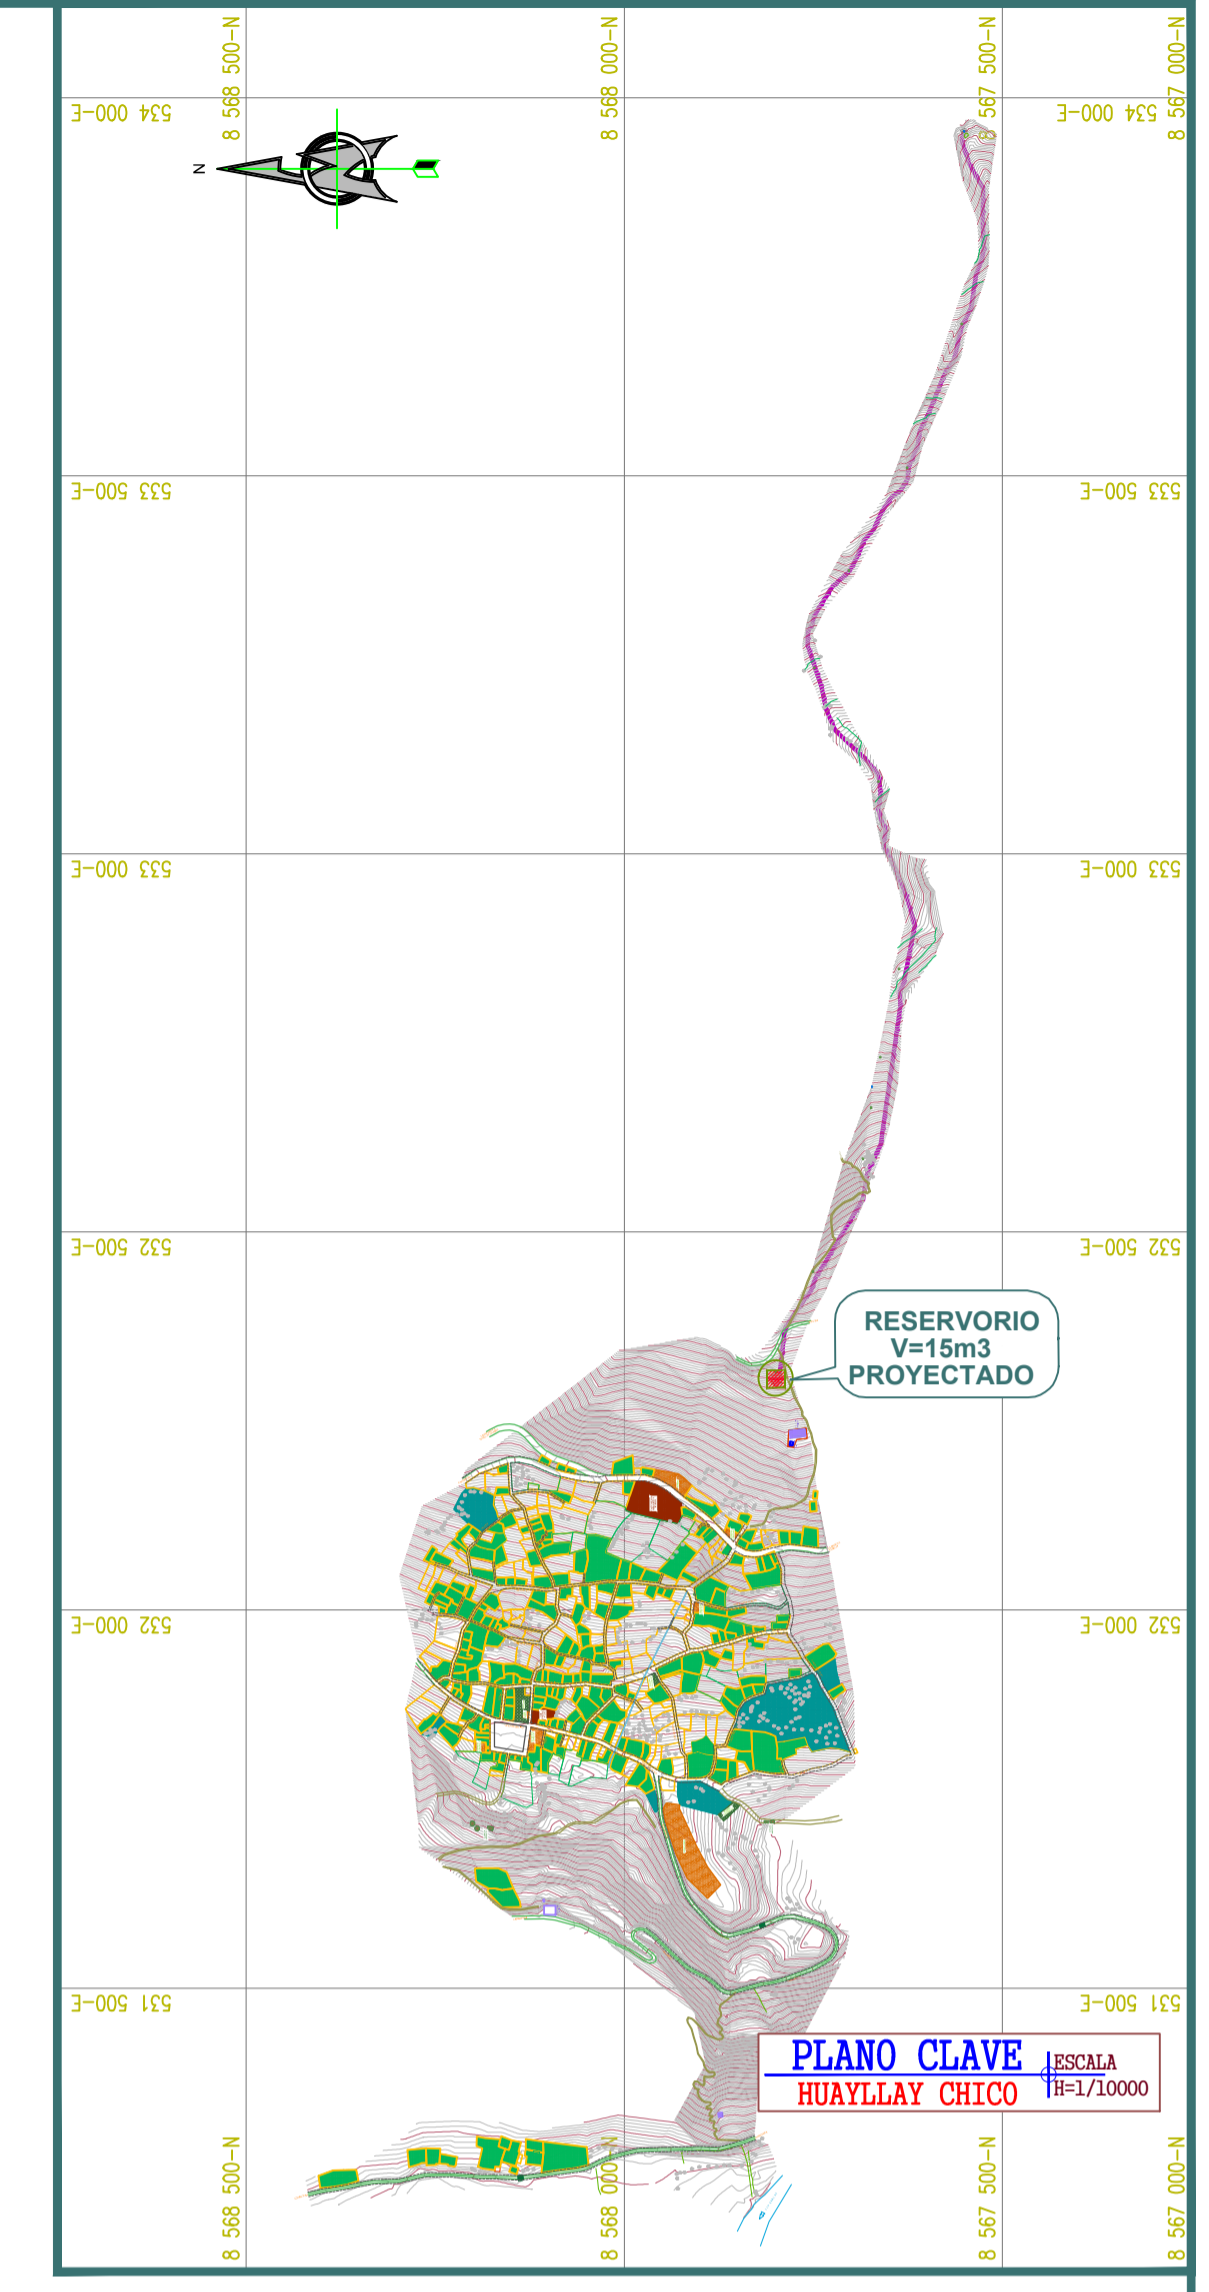 8 568 500-N
8 568 000-N
567 500-N
8 567 000-N
534 000-E
534 000-E
N
533 500-E
533 500-E
533 000-E
533 000-E
532 500-E
532 500-E
RESERVORIO
V=15m3
PROYECTADO
532 000-E
532 000-E
531 500-E
531 500-E
PLANO CLAVE
HUAYLLAY CHICO
ESCALA
H=1/10000
8 568 500-N
8 568 000-N
8 567 500-N
8 567 000-N